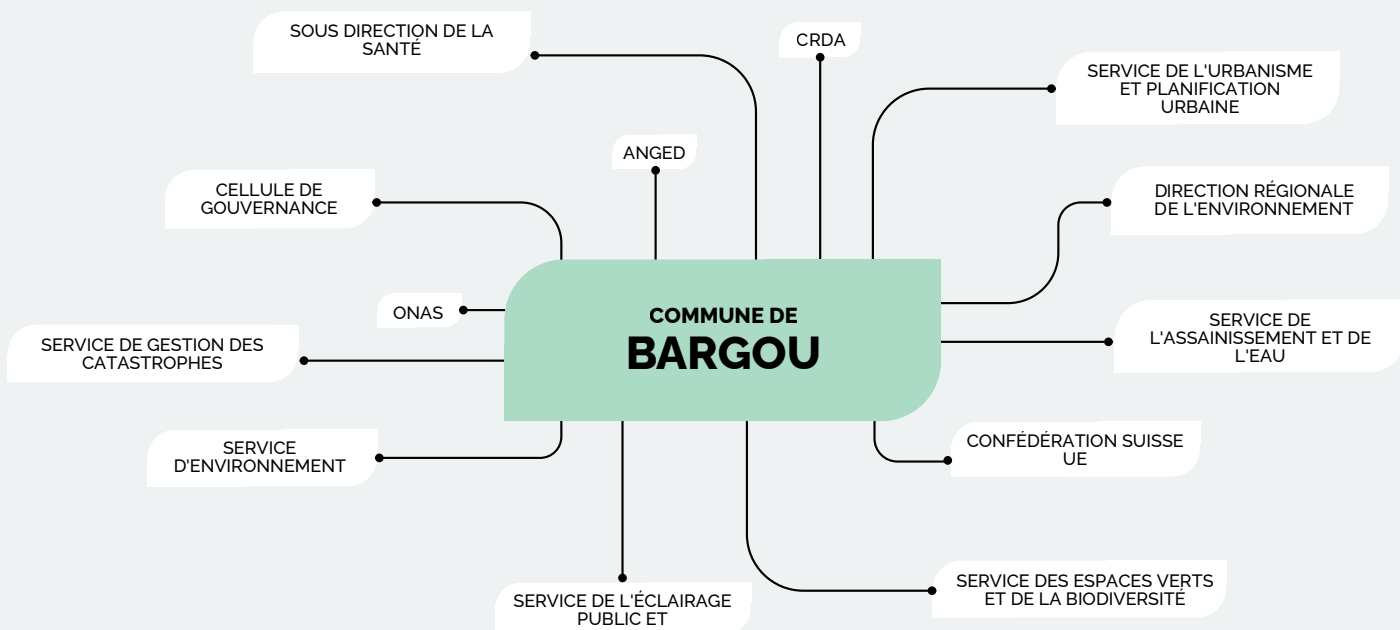 SOUS DIRECTION DE LA
SANTÉ
CRDA
SERVICE DE L'URBANISME
ET PLANIFICATION
URBAINE
ANGED
CELLULE DE
GOUVERNANCE
DIRECTION RÉGIONALE
DE L'ENVIRONNEMENT
ONAS
COMMUNE DE
BARGOU
SERVICE DE GESTION DES
CATASTROPHES
SERVICE DE
L'ASSAINISSEMENT ET DE
L'EAU
SERVICE
D'ENVIRONNEMENT
CONFÉDÉRATION SUISSE
UE
SERVICE DES ESPACES VERTS
ET DE LA BIODIVERSITÉ
SERVICE DE L'ÉCLAIRAGE
PUBLIC ET